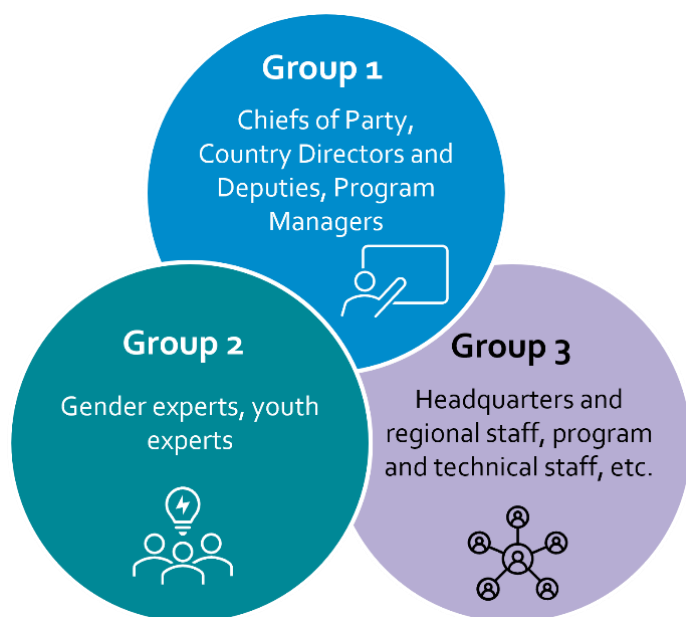 Group 1
Chiefs of Party,
Country Directors and
Deputies, Program
Managers
Group 2
Gender experts, youth
experts
Group 3
Headquarters and
regional staff, program
and technical staff, etc.